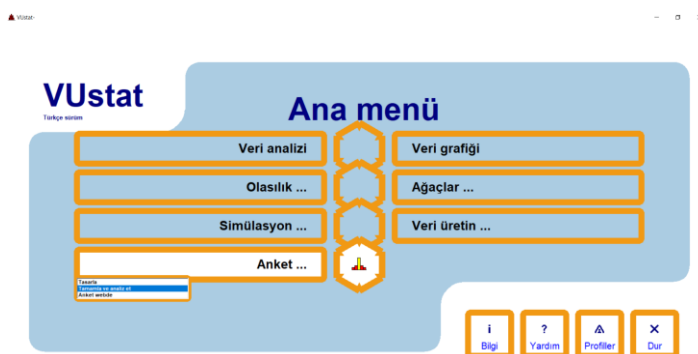 VUstat-
VUstat
Türkçe sürüm
Ana menü
Veri analizi
Veri grafiği
Olasılık ...
Ağaçlar ...
Simülasyon ...
Veri üretin ...
Anket ...
Tasarla
Tamamla ve analiz et
Anket webde
i
Bilgi
?
Yardım
Profiller
Dur